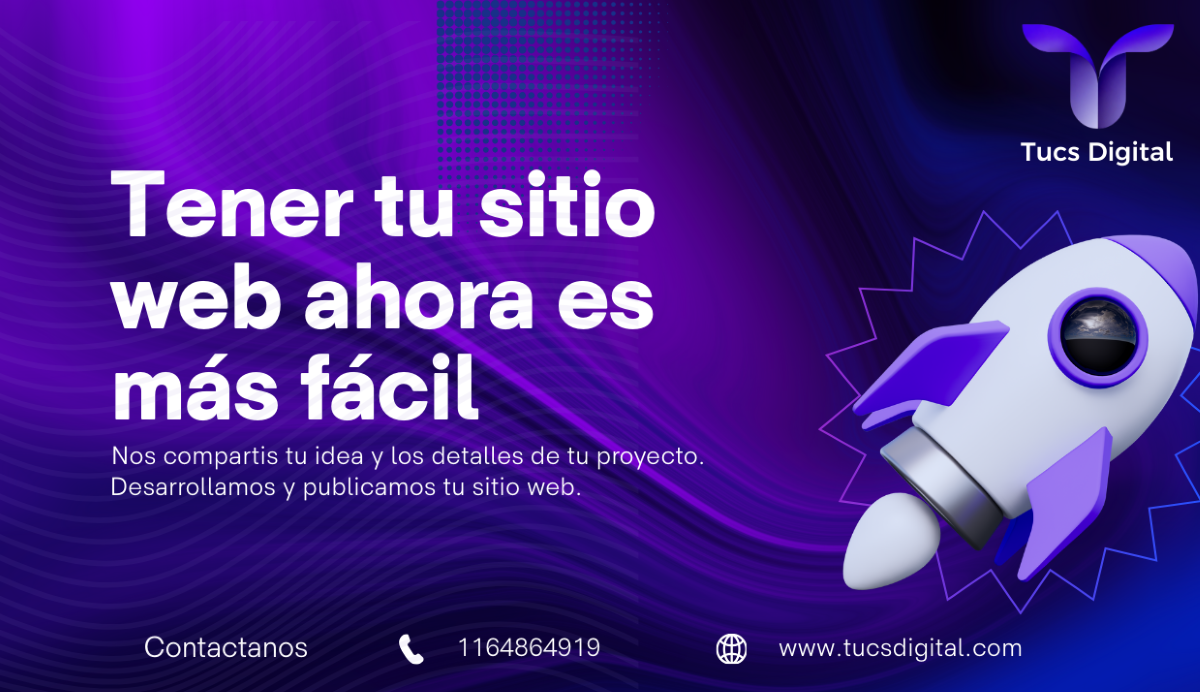 Tucs Digital
Tener tu sitio
web ahora es
más fácil
Nos compartis tu idea y los detalles de tu proyecto.
Desarrollamos y publicamos tu sitio web.
Contactanos
1164864919
www.tucsdigital.com